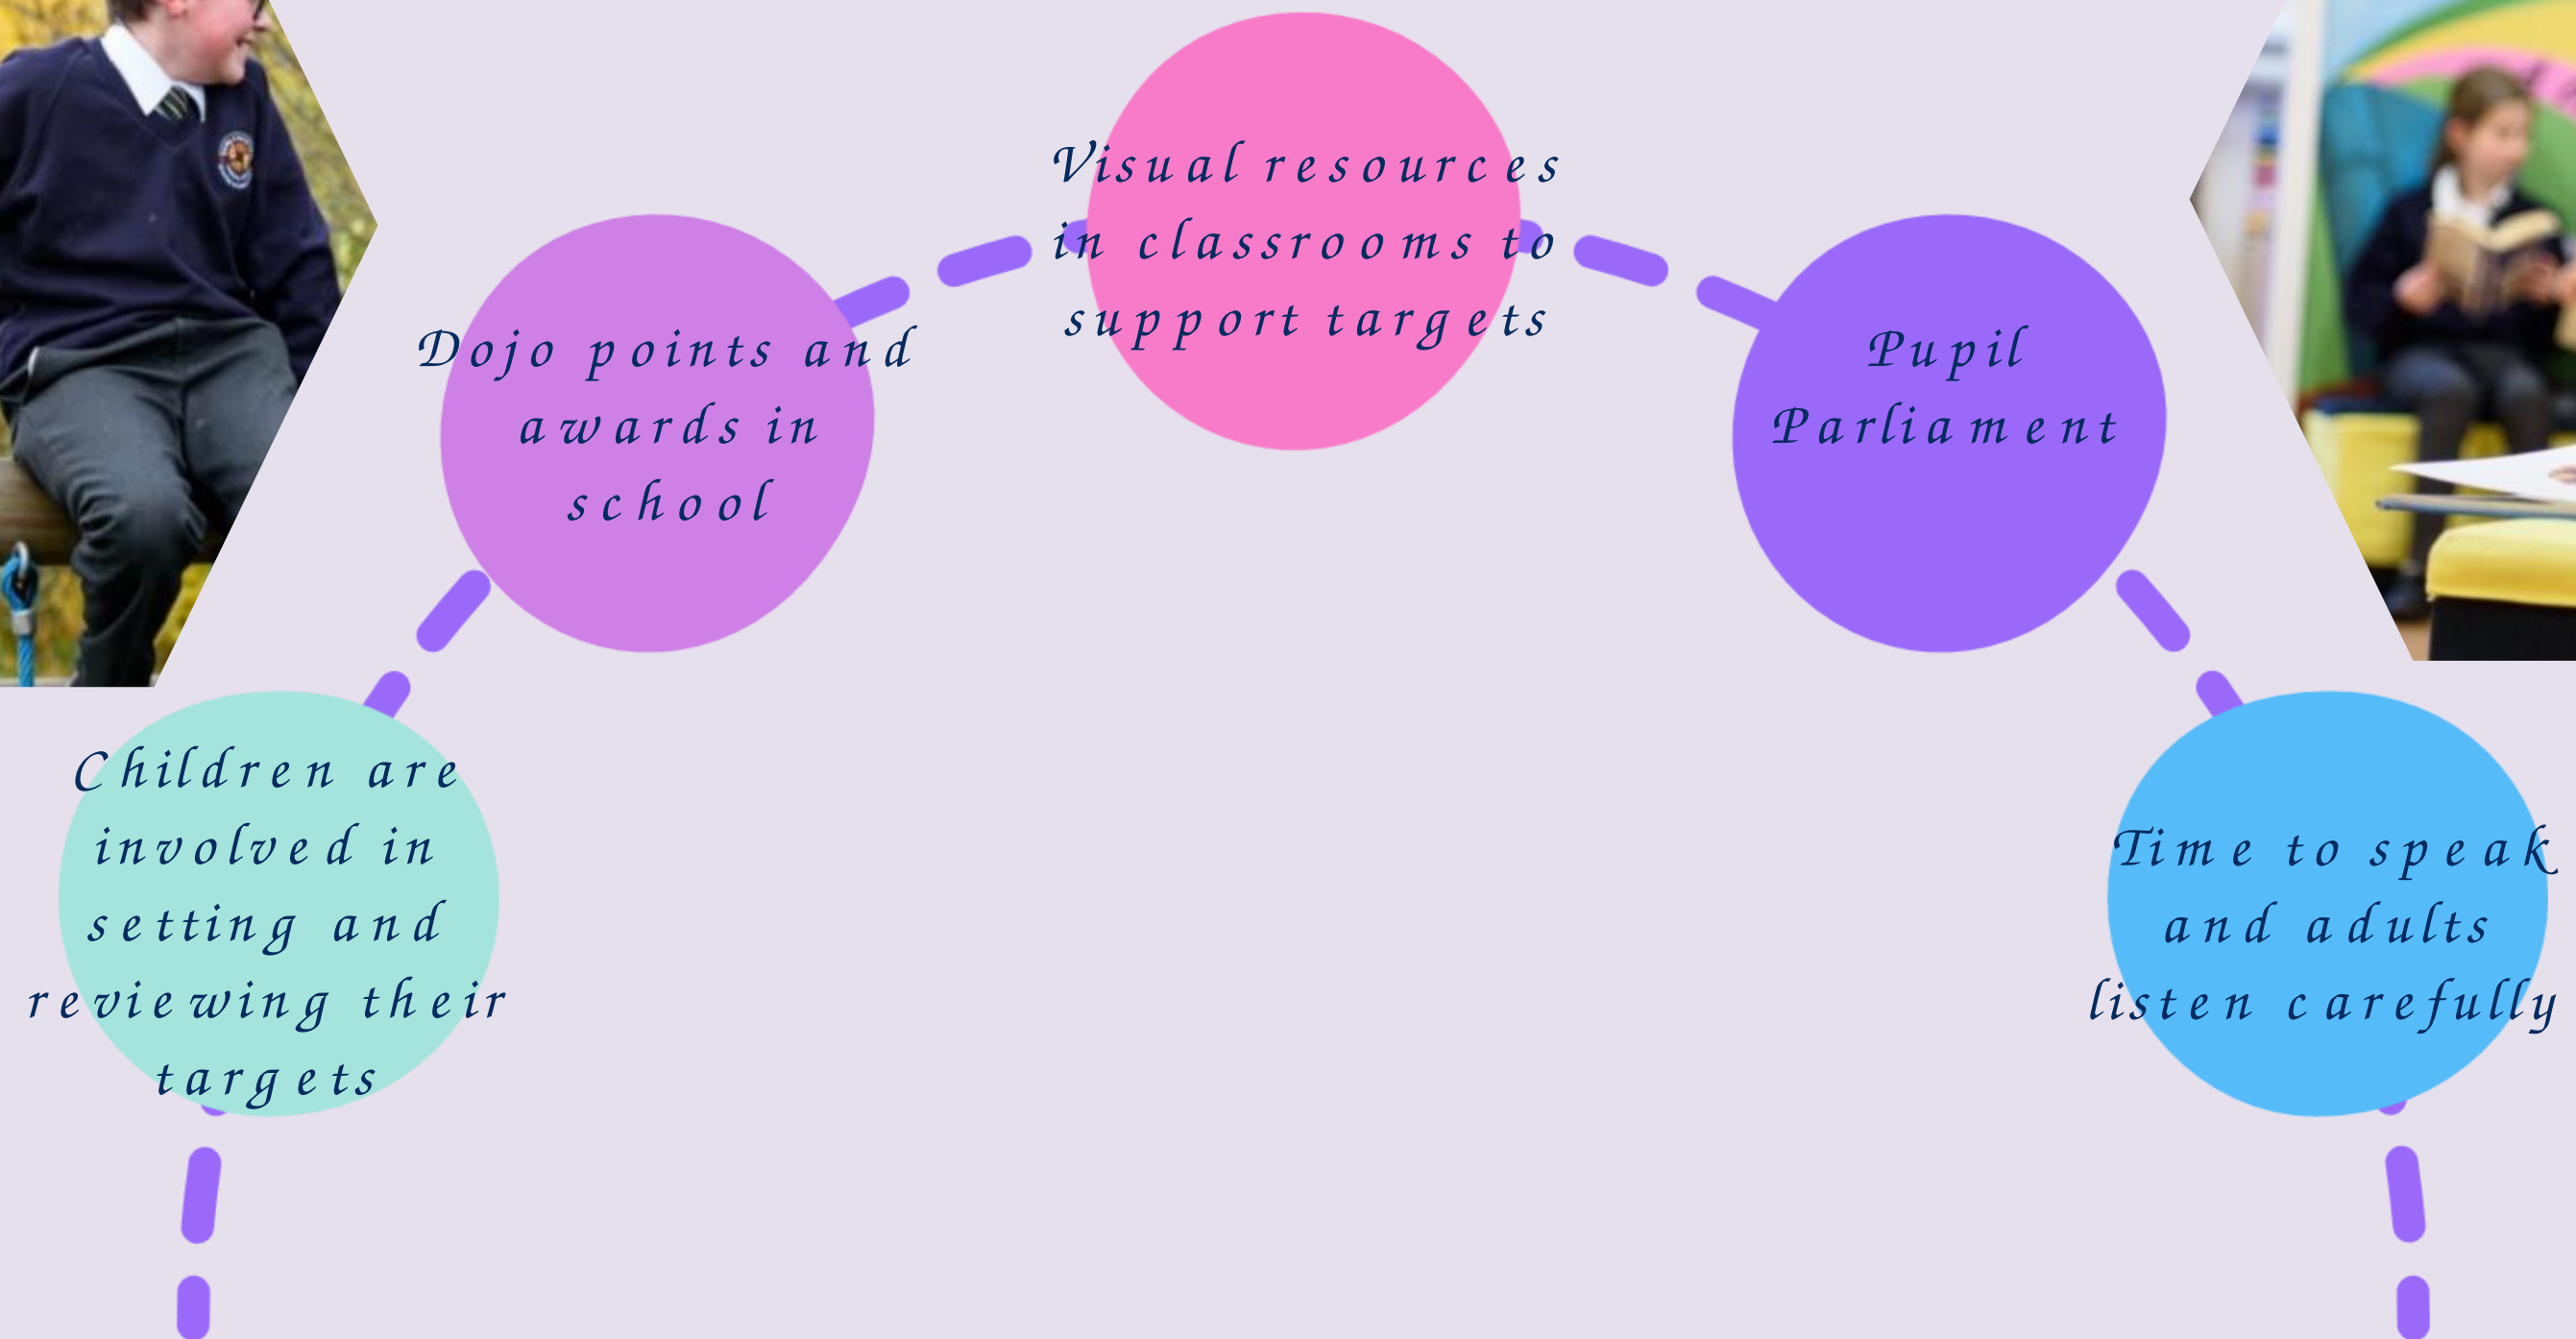 Visual resources
in classrooms to
support targets
Dojo points and
awards in
school
Pupil
Parliament
Children are
involved in
setting and
reviewing their
targets
Time to speak
and adults
listen carefully